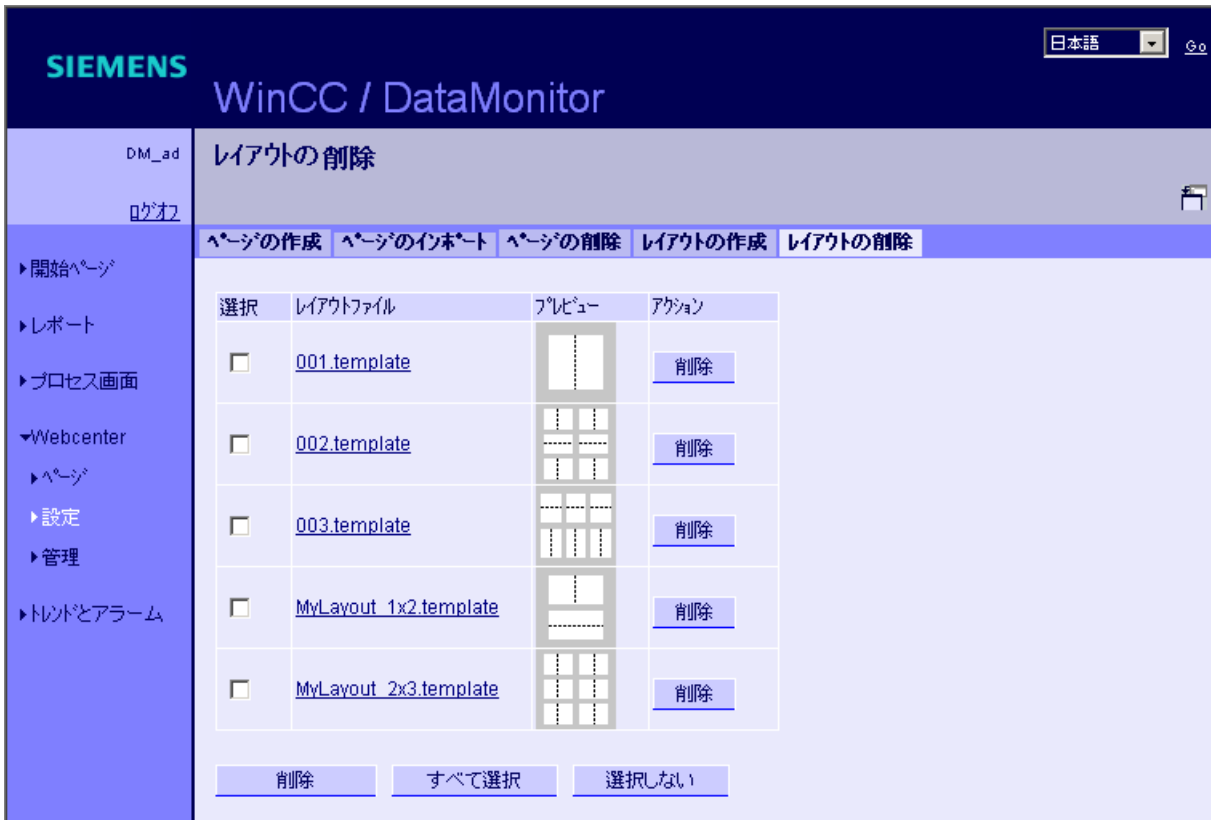 日本語
Go
SIEMENS
WinCC / DataMonitor
DM_ad
ログオフ
レイアウトの削除
ページの作成 ページのインポート ページの削除 レイアウトの作成 レイアウトの削除
開始ページ
レポート
プロセス画面
Webcenter
ページ
設定
管理
トレンドとアラーム
選択 レイアウトファイル プレビュー アクション
001.template 削除
002.template 削除
003.template 削除
MyLayout_1x2.template 削除
MyLayout_2x3.template 削除
削除 すべて選択 選択しない